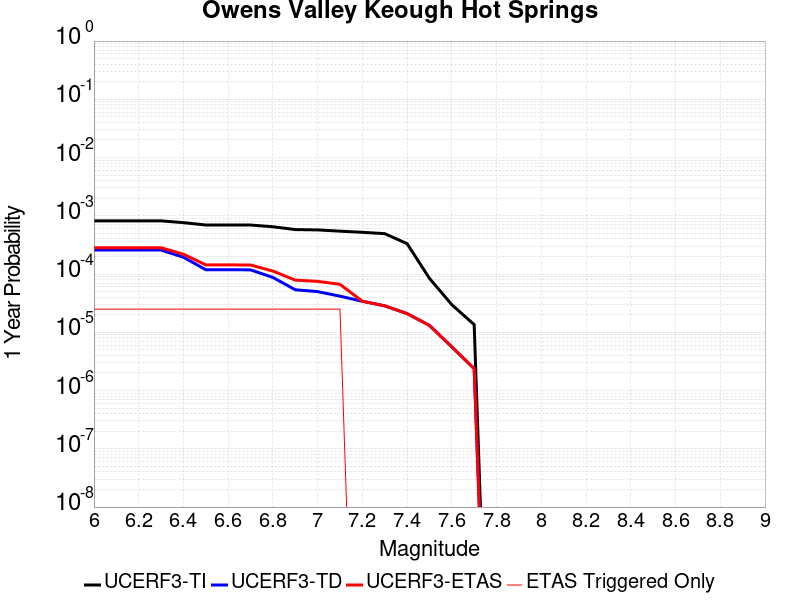 Owens Valley Keough Hot Springs
1 Year Probability
10^0
10^-1
10^-2
10^-3
10^-4
10^-5
10^-6
10^-7
10^-8
6 6.2 6.4 6.6 6.8 7 7.2 7.4 7.6 7.8 8 8.2 8.4 8.6 8.8 9
Magnitude
UCERF3-TI UCERF3-TD UCERF3-ETAS ETAS Triggered Only